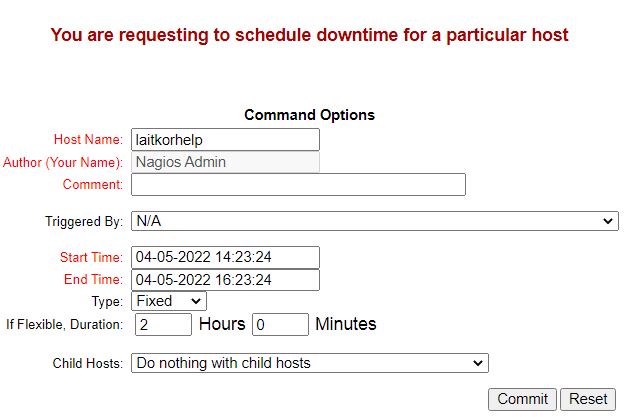 You are requesting to schedule downtime for a particular host
Command Options
Host Name: laitkorhelp
Author (Your Name): Nagios Admin
Comment:
Triggered By: N/A
Start Time: 04-05-2022 14:23:24
End Time: 04-05-2022 16:23:24
Type: Fixed
If Flexible, Duration: 2 Hours 0 Minutes
Child Hosts: Do nothing with child hosts
Commit Reset